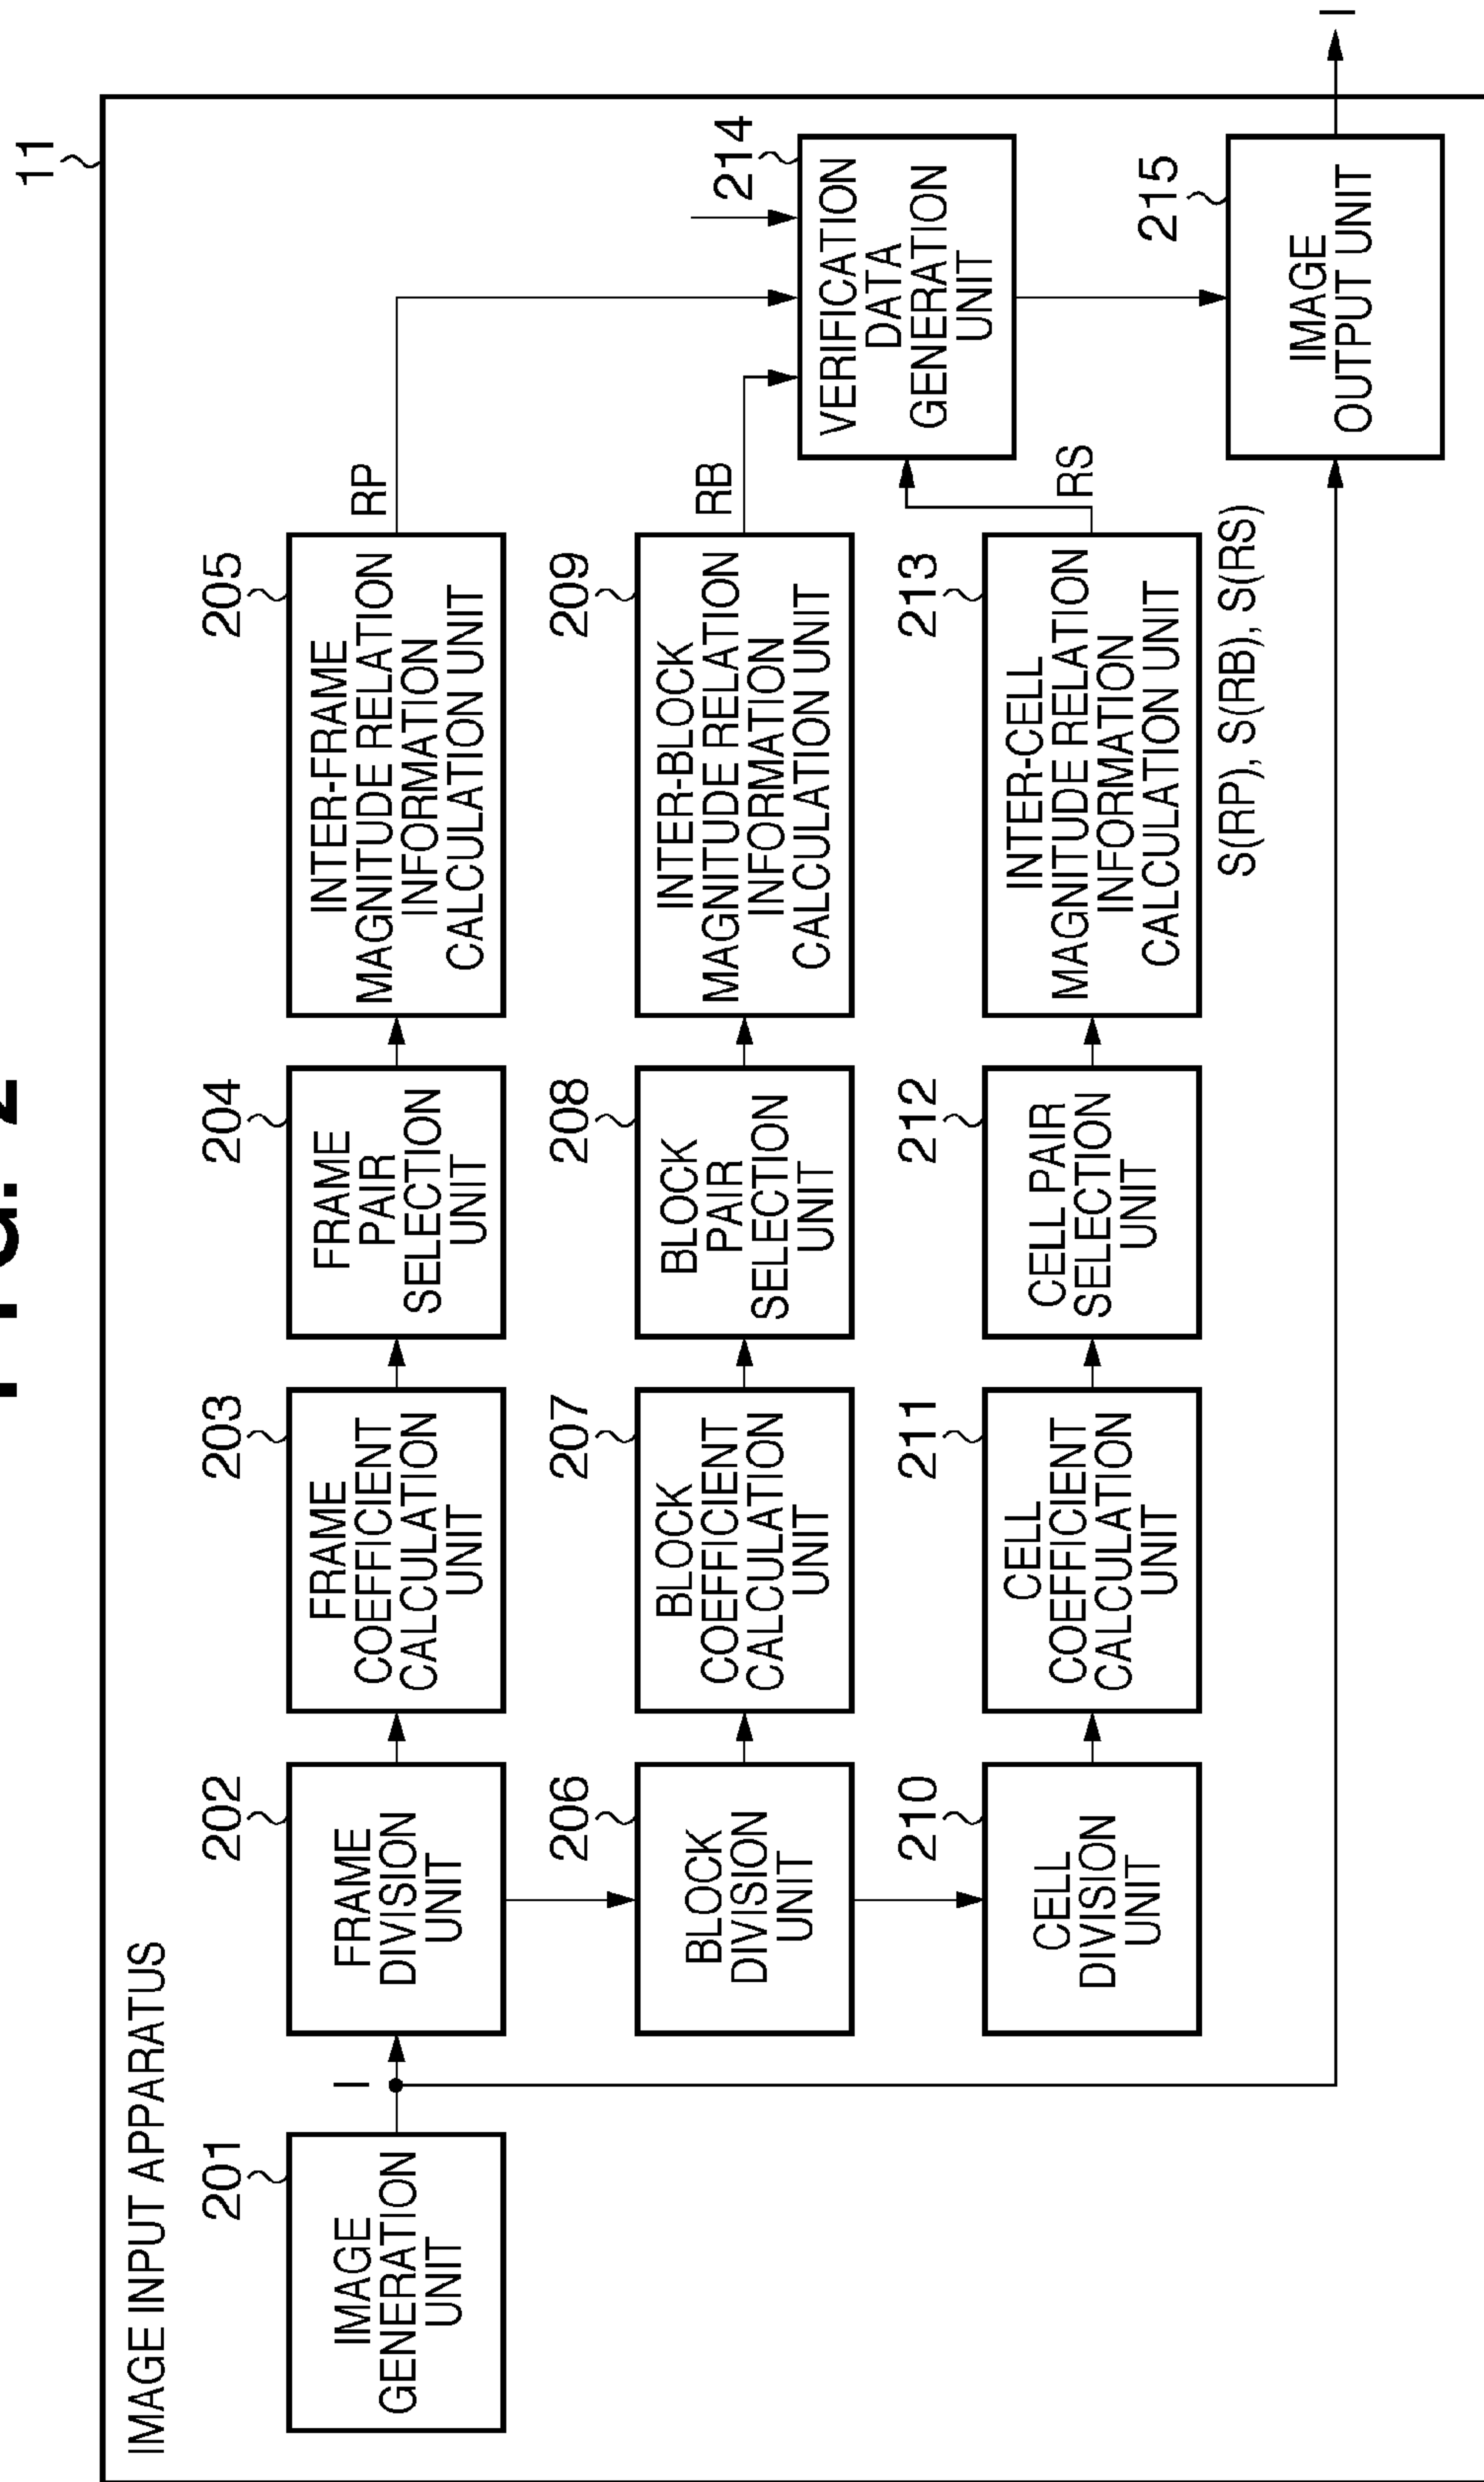 11
IMAGE INPUT APPARATUS
201
IMAGE
GENERATION
UNIT
I
202
FRAME
DIVISION
UNIT
203
FRAME
COEFFICIENT
CALCULATION
UNIT
204
FRAME
PAIR
SELECTION
UNIT
205
INTER-FRAME
MAGNITUDE RELATION
INFORMATION
CALCULATION UNIT
RP
206
BLOCK
DIVISION
UNIT
207
BLOCK
COEFFICIENT
CALCULATION
UNIT
208
BLOCK
PAIR
SELECTION
UNIT
209
INTER-BLOCK
MAGNITUDE RELATION
INFORMATION
CALCULATION UNIT
RB
210
CELL
DIVISION
UNIT
211
CELL
COEFFICIENT
CALCULATION
UNIT
212
CELL PAIR
SELECTION
UNIT
213
INTER-CELL
MAGNITUDE RELATION
INFORMATION
CALCULATION UNIT
RS
214
VERIFICATION
DATA
GENERATION
UNIT
S(RP), S(RB), S(RS)
215
IMAGE
OUTPUT UNIT
I